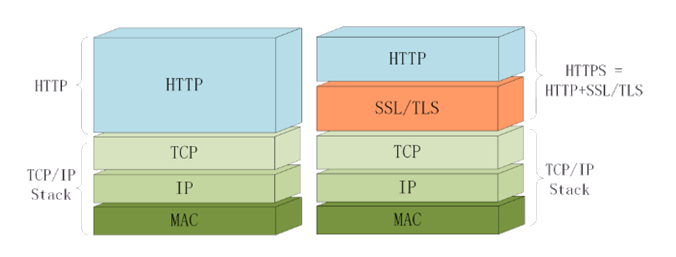 HTTP
HTTP
TCP/IP
Stack
TCP
IP
MAC
HTTP
SSL/TLS
TCP
IP
MAC
HTTPS =
HTTP+SSL/TLS
TCP/IP
Stack